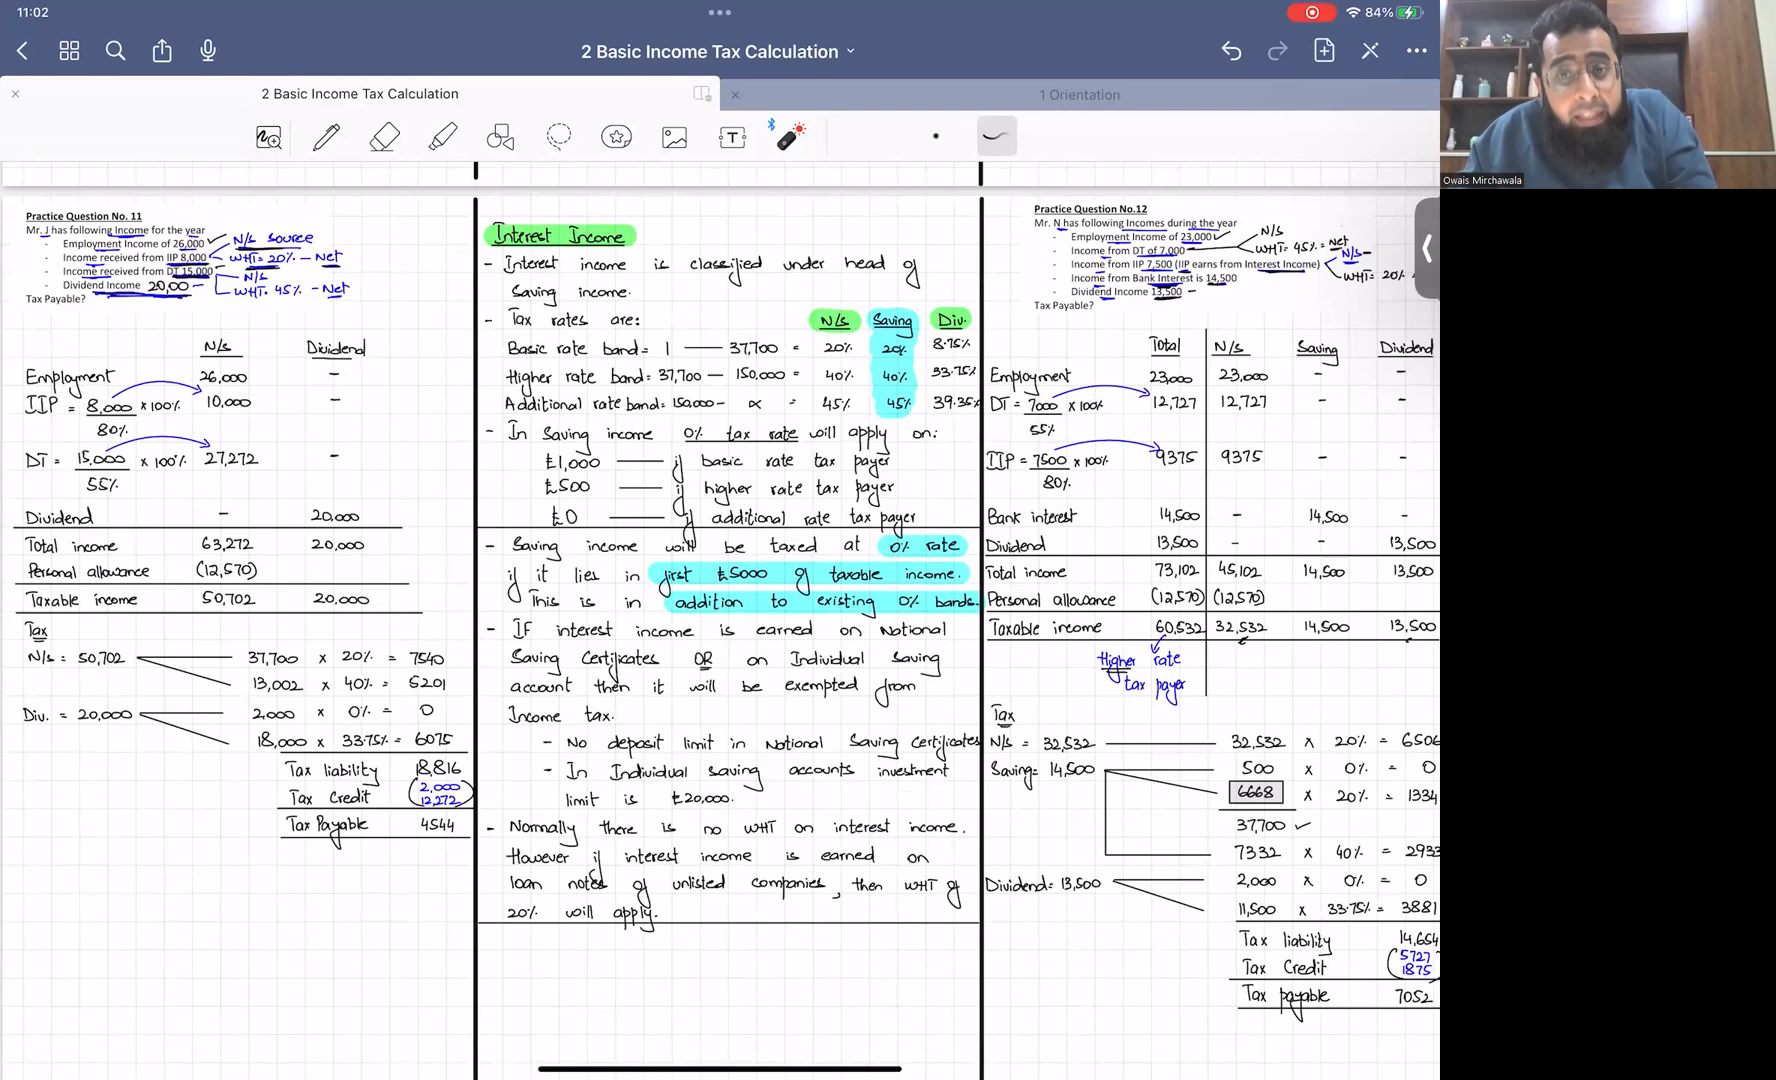 11:02
84%
2 Basic Income Tax Calculation
2 Basic Income Tax Calculation
1 Orientation
Owais Mirchawala
Practice Question No. 11
Mr. J has following Income for the year
- Employment Income of 26,000
- Income received from IIP 8,000
- Income received from DT 15,000
- Dividend Income 20,00
Tax Payable?
N/s source
WHT = 20% - Net
N/s
WHT = 45% - Net
N/s Dividend
Employment 26,000 -
IIP = 8,000 x 100% 10,000 -
80%
DT = 15,000 x 100% 27,272 -
55%
Dividend - 20,000
Total income 63,272 20,000
Personal allowance (12,570)
Taxable income 50,702 20,000
Tax
N/s = 50,702 37,700 x 20% = 7540
13,002 x 40% = 5201
Div. = 20,000 2,000 x 0% = 0
18,000 x 33.75% = 6075
Tax liability 18,816
Tax Credit (2,000
12,272)
Tax Payable 4544
Interest Income
- Interest income is classified under head of
Saving income.
- Tax rates are: N/s Saving Div.
Basic rate band = 1 — 37,700 = 20% 20% 8.75%
Higher rate band = 37,700 — 150,000 = 40% 40% 33.75%
Additional rate band = 150,000 - ∝ = 45% 45% 39.35%
- In Saving income 0% tax rate will apply on:
£1,000 — if basic rate tax payer
£500 — if higher rate tax payer
£0 — if additional rate tax payer
- Saving income will be taxed at 0% rate
if it lies in first £5000 of taxable income.
This is in addition to existing 0% bands.
- IF interest income is earned on National
Saving Certificates OR on Individual Saving
account then it will be exempted from
Income tax.
- No deposit limit in National Saving Certificates
- In Individual saving accounts investment
limit is £20,000.
- Normally there is no WHT on interest income.
However if interest income is earned on
loan notes of unlisted companies, then WHT of
20% will apply.
Practice Question No.12
Mr. N has following Incomes during the year
- Employment Income of 23,000
- Income from DT of 7,000
- Income from IIP 7,500 (IIP earns from Interest Income)
- Income from Bank Interest is 14,500
- Dividend Income 13,500
Tax Payable?
N/s
WHT = 45% = Net
N/s -
WHT = 20% =
Total N/s Saving Dividend
Employment 23,000 23,000 - -
DT = 7000 x 100% 12,727 12,727 - -
55%
IIP = 7500 x 100% 9375 9375 - -
80%
Bank interest 14,500 - 14,500 -
Dividend 13,500 - - 13,500
Total income 73,102 45,102 14,500 13,500
Personal allowance (12,570) (12,570)
Taxable income 60,532 32,532 14,500 13,500
Higher rate
tax payer
Tax
N/s = 32,532 32,532 x 20% = 6506
Saving = 14,500 500 x 0% = 0
6668 x 20% = 1334
37,700
7332 x 40% = 2933
Dividend = 13,500 2,000 x 0% = 0
11,500 x 33.75% = 3881
Tax liability 14,654
Tax Credit (5727
1875
Tax payable 7052